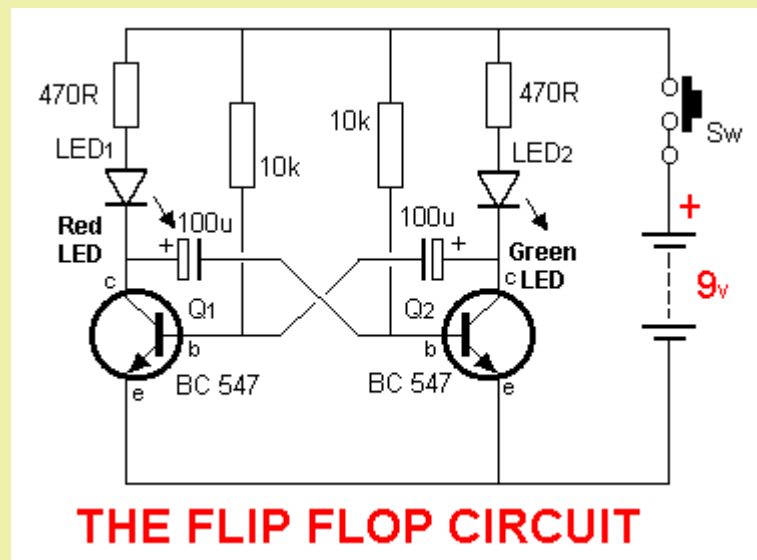 470R
470R
10k
LED1
10k
LED2
Sw
Red
LED
100u
100u
+
+
+
Green
LED
c
c
9v
Q1
Q2
b
b
BC 547
BC 547
e
e
THE FLIP FLOP CIRCUIT